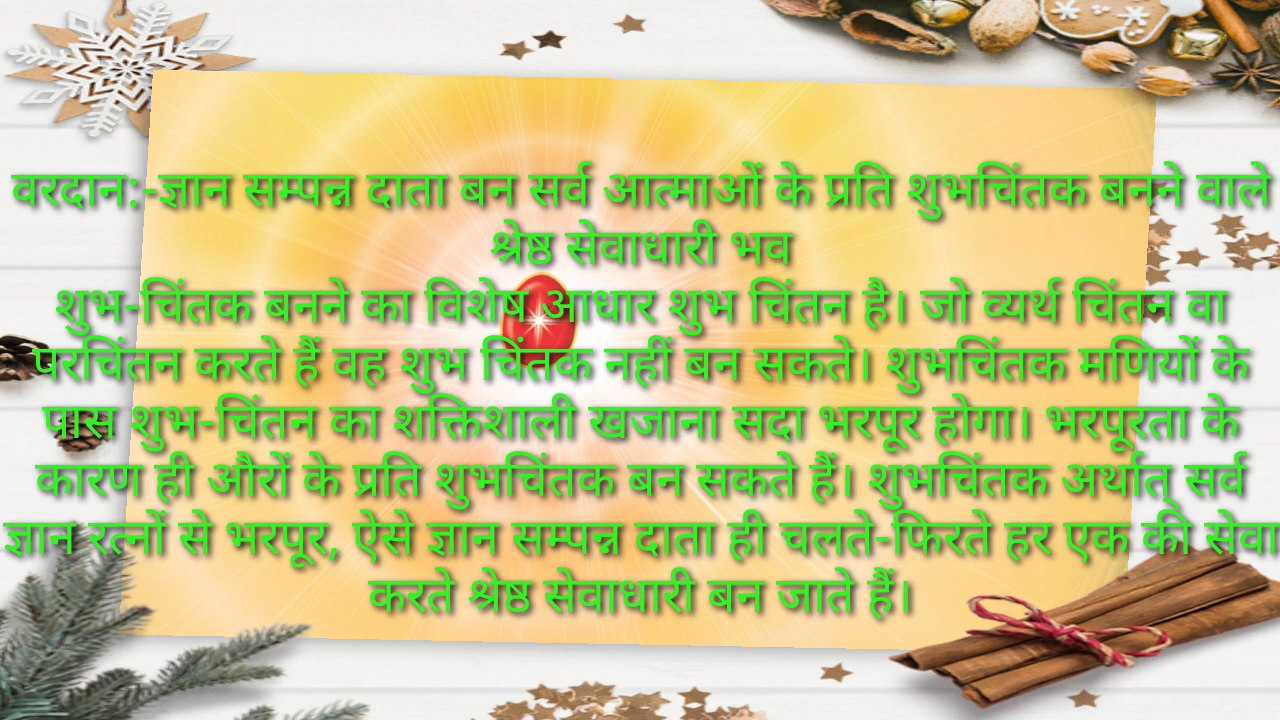 वरदान:-ज्ञान सम्पन्न दाता बन सर्व आत्माओं के प्रति शुभचिंतक बनने वाले
श्रेष्ठ सेवाधारी भव
शुभ-चिंतक बनने का विशेष आधार शुभ चिंतन है। जो व्यर्थ चिंतन वा
परचिंतन करते हैं वह शुभ चिंतक नहीं बन सकते। शुभचिंतक मणियों के
पास शुभ-चिंतन का शक्तिशाली खजाना सदा भरपूर होगा। भरपूरता के
कारण ही औरों के प्रति शुभचिंतक बन सकते हैं। शुभचिंतक अर्थात् सर्व
ज्ञान रत्नों से भरपूर, ऐसे ज्ञान सम्पन्न दाता ही चलते-फिरते हर एक की सेवा
करते श्रेष्ठ सेवाधारी बन जाते हैं।